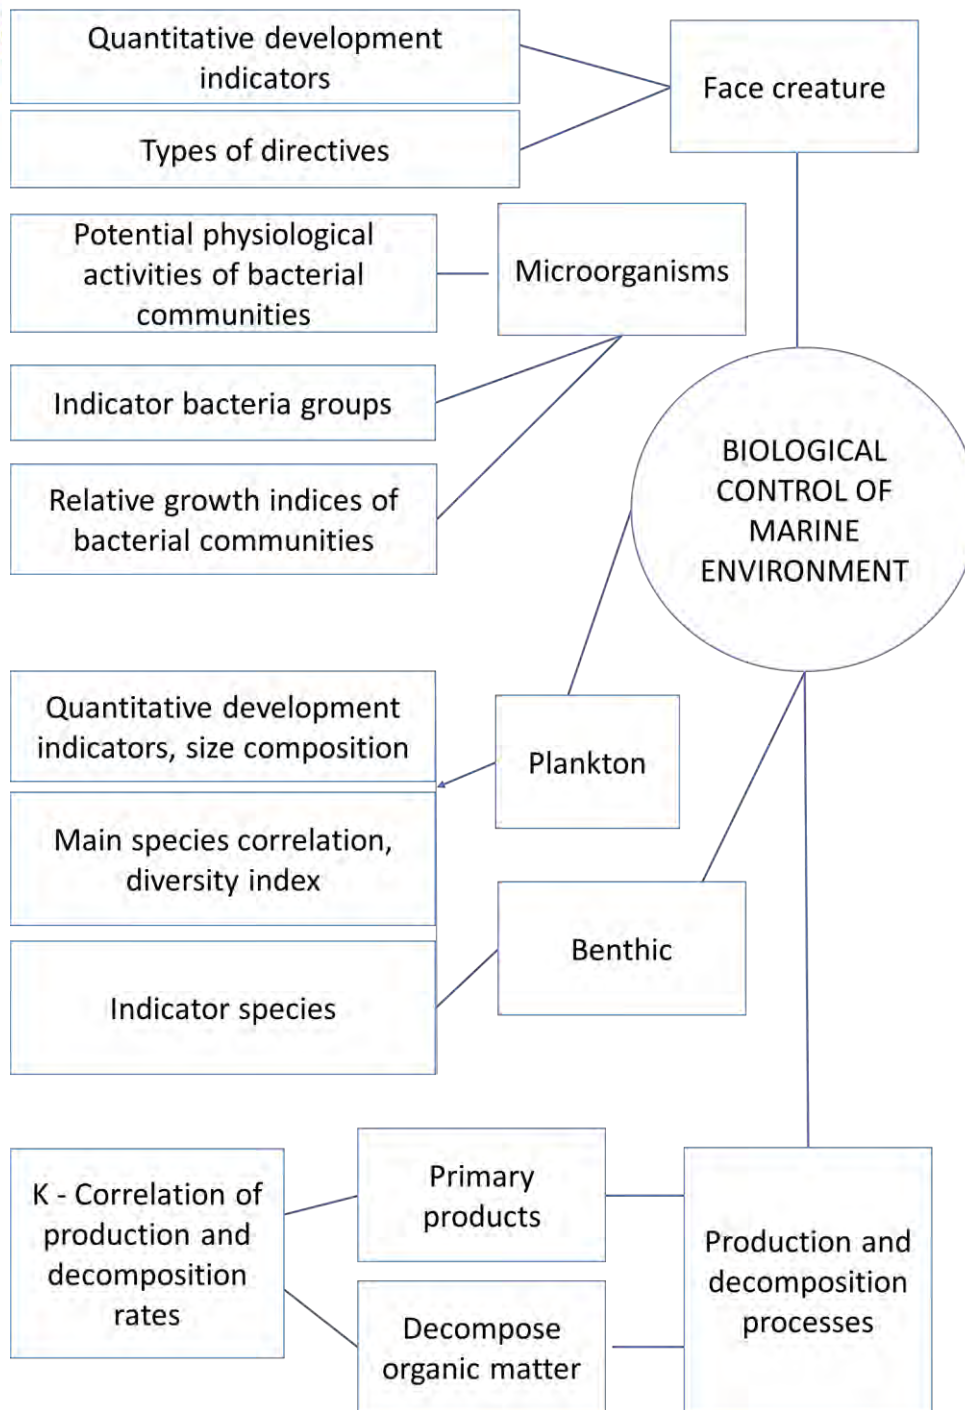 Quantitative development
indicators
Face creature
Types of directives
Potential physiological
activities of bacterial
communities
Microorganisms
Indicator bacteria groups
Relative growth indices of
bacterial communities
BIOLOGICAL
CONTROL OF
MARINE
ENVIRONMENT
Quantitative development
indicators, size composition
Plankton
Main species correlation,
diversity index
Benthic
Indicator species
K - Correlation of
production and
decomposition
rates
Primary
products
Decompose
organic matter
Production and
decomposition
processes